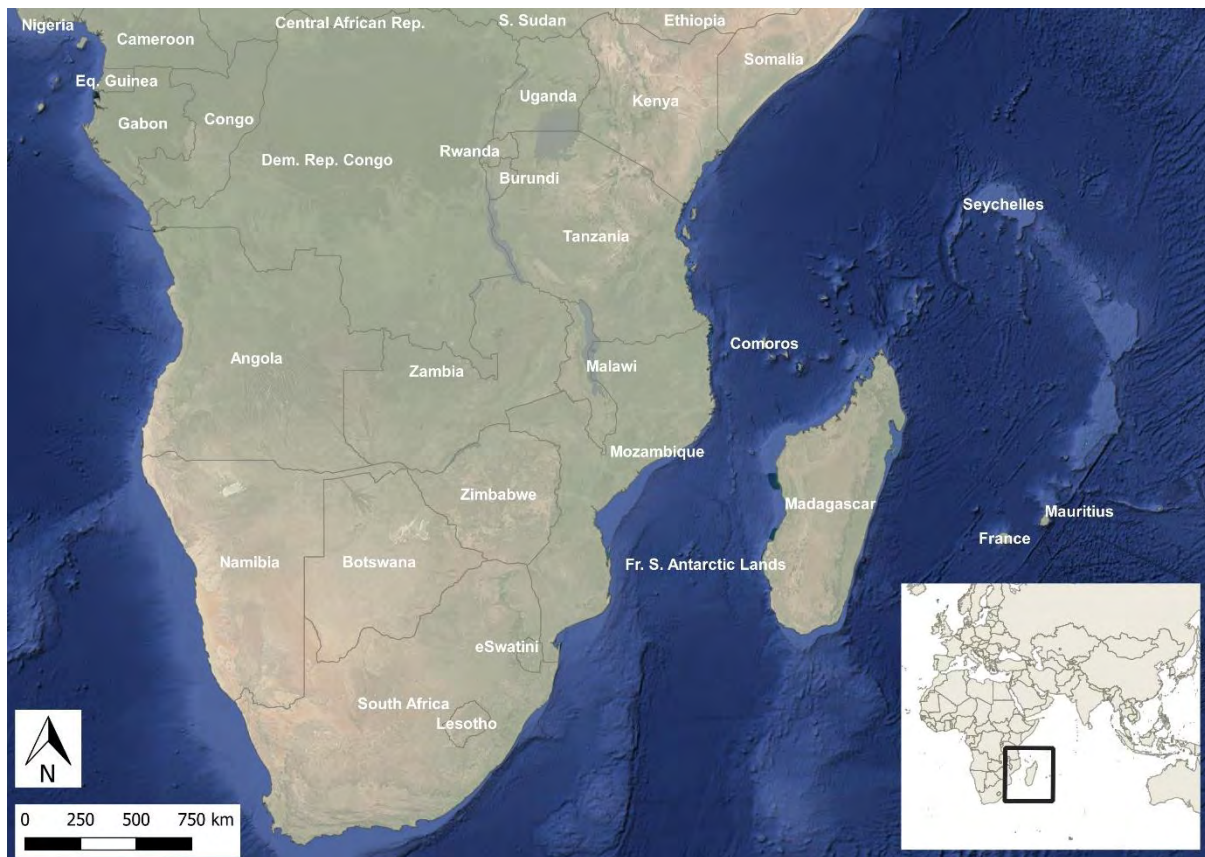 Nigeria
Central African Rep.
S. Sudan
Ethiopia
Cameroon
Somalia
Eq. Guinea
Uganda
Kenya
Gabon
Congo
Dem. Rep. Congo
Rwanda
Burundi
Seychelles
Tanzania
Comoros
Angola
Zambia
Malawi
Mozambique
Zimbabwe
Madagascar
Mauritius
France
Namibia
Botswana
Fr. S. Antarctic Lands
eSwatini
South Africa
Lesotho
N
0 250 500 750 km